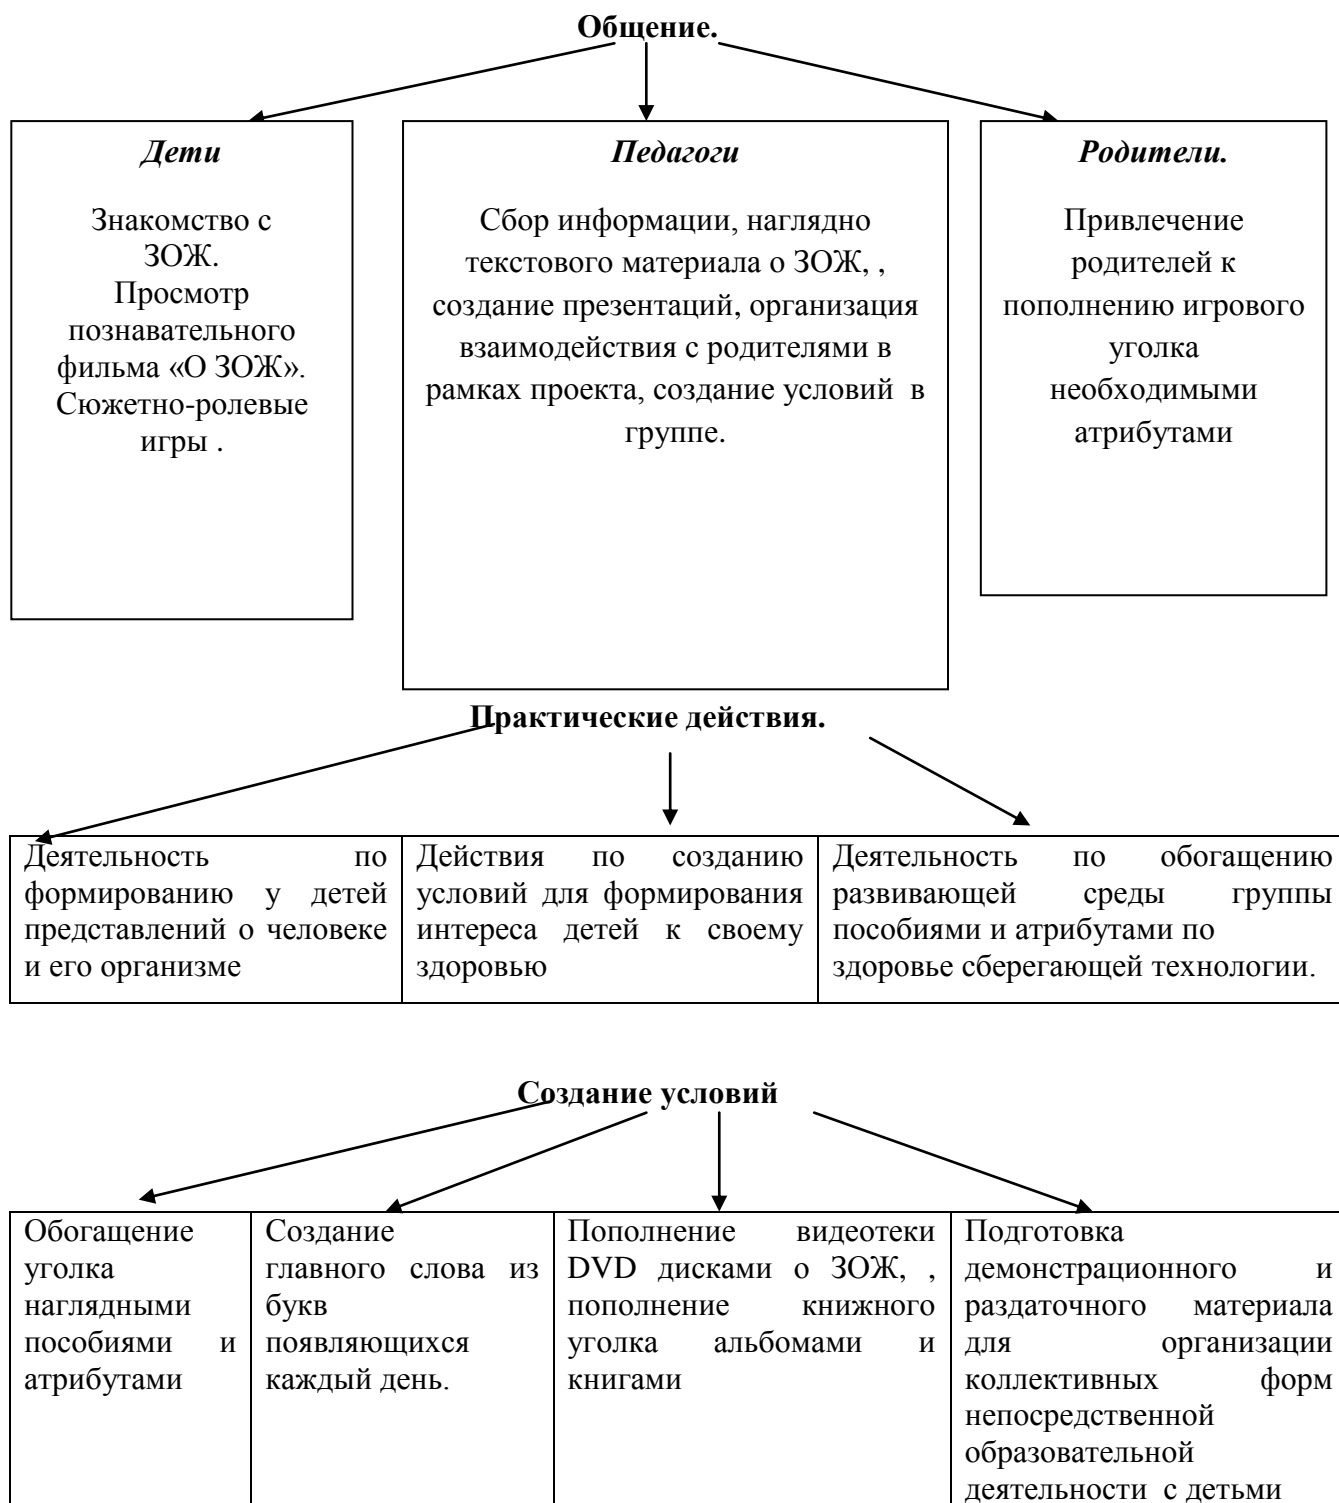 Общение.
Дети
Знакомство с
ЗОЖ.
Просмотр
познавательного
фильма «О ЗОЖ».
Сюжетно-ролевые
игры .
Педагоги
Сбор информации, наглядно
текстового материала о ЗОЖ, ,
создание презентаций, организация
взаимодействия с родителями в
рамках проекта, создание условий в
группе.
Родители.
Привлечение
родителей к
пополнению игрового
уголка
необходимыми
атрибутами
Практические действия.
Деятельность по
формированию у детей
представлений о человеке
и его организме
Действия по созданию
условий для формирования
интереса детей к своему
здоровью
Деятельность по обогащению
развивающей среды группы
пособиями и атрибутами по
здоровье сберегающей технологии.
Создание условий
Обогащение
уголка
наглядными
пособиями и
атрибутами
Создание
главного слова из
букв
появляющихся
каждый день.
Пополнение видеотеки
DVD дисками о ЗОЖ, ,
пополнение книжного
уголка альбомами и
книгами
Подготовка
демонстрационного и
раздаточного материала
для организации
коллективных форм
непосредственной
образовательной
деятельности с детьми